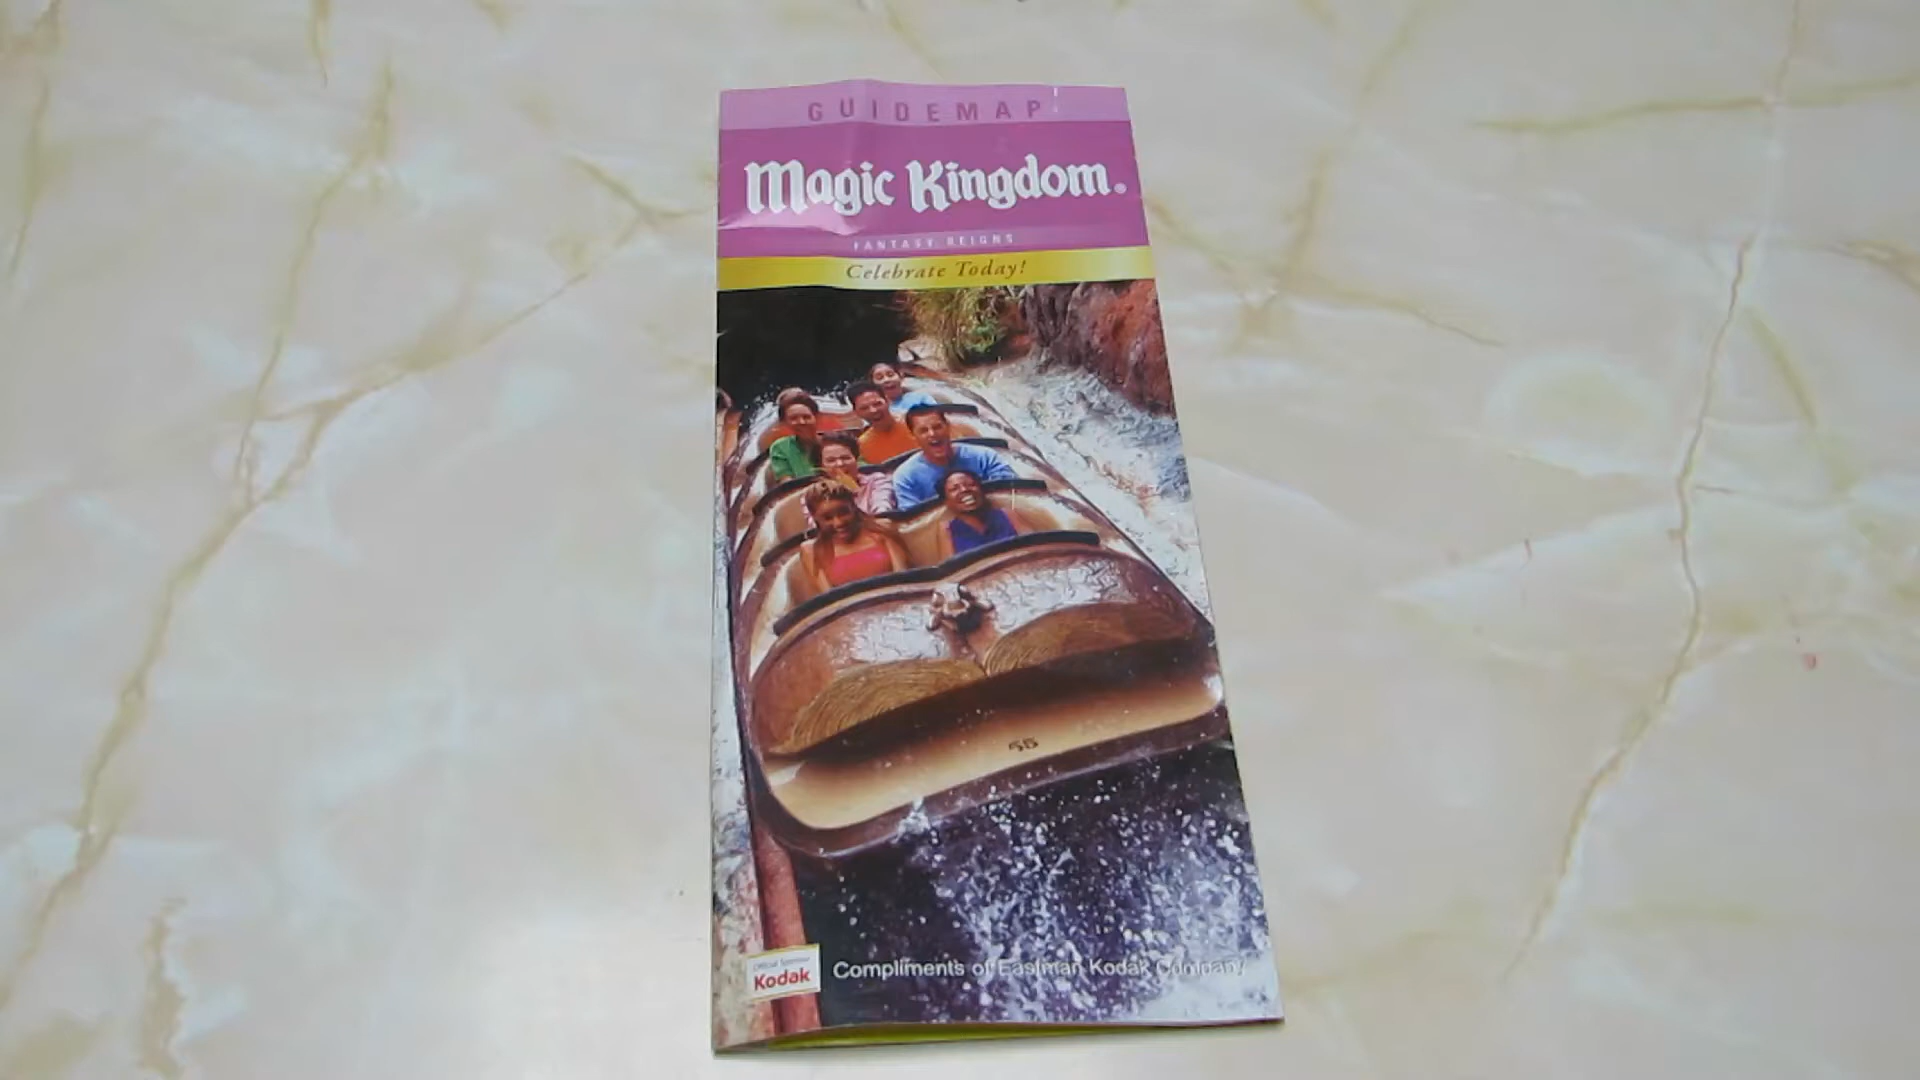 GUIDEMAP
Magic Kingdom®
FANTASY REIGNS
Celebrate Today!
55
Official Sponsor
Kodak
Compliments of Eastman Kodak Company